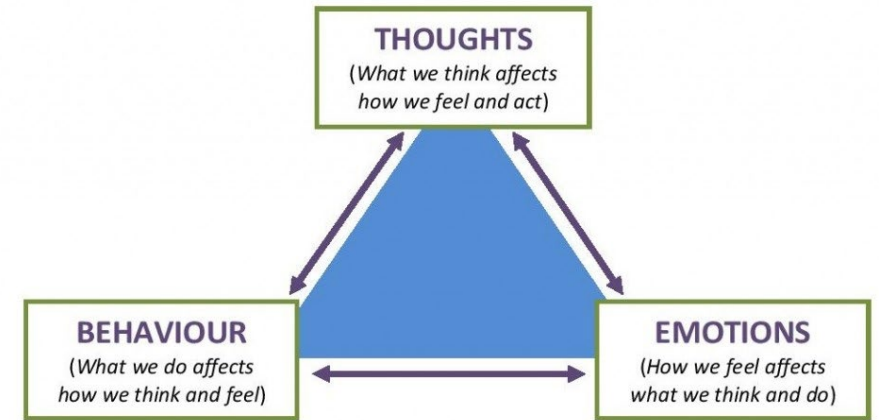 THOUGHTS
(What we think affects
how we feel and act)
BEHAVIOUR
(What we do affects
how we think and feel)
EMOTIONS
(How we feel affects
what we think and do)